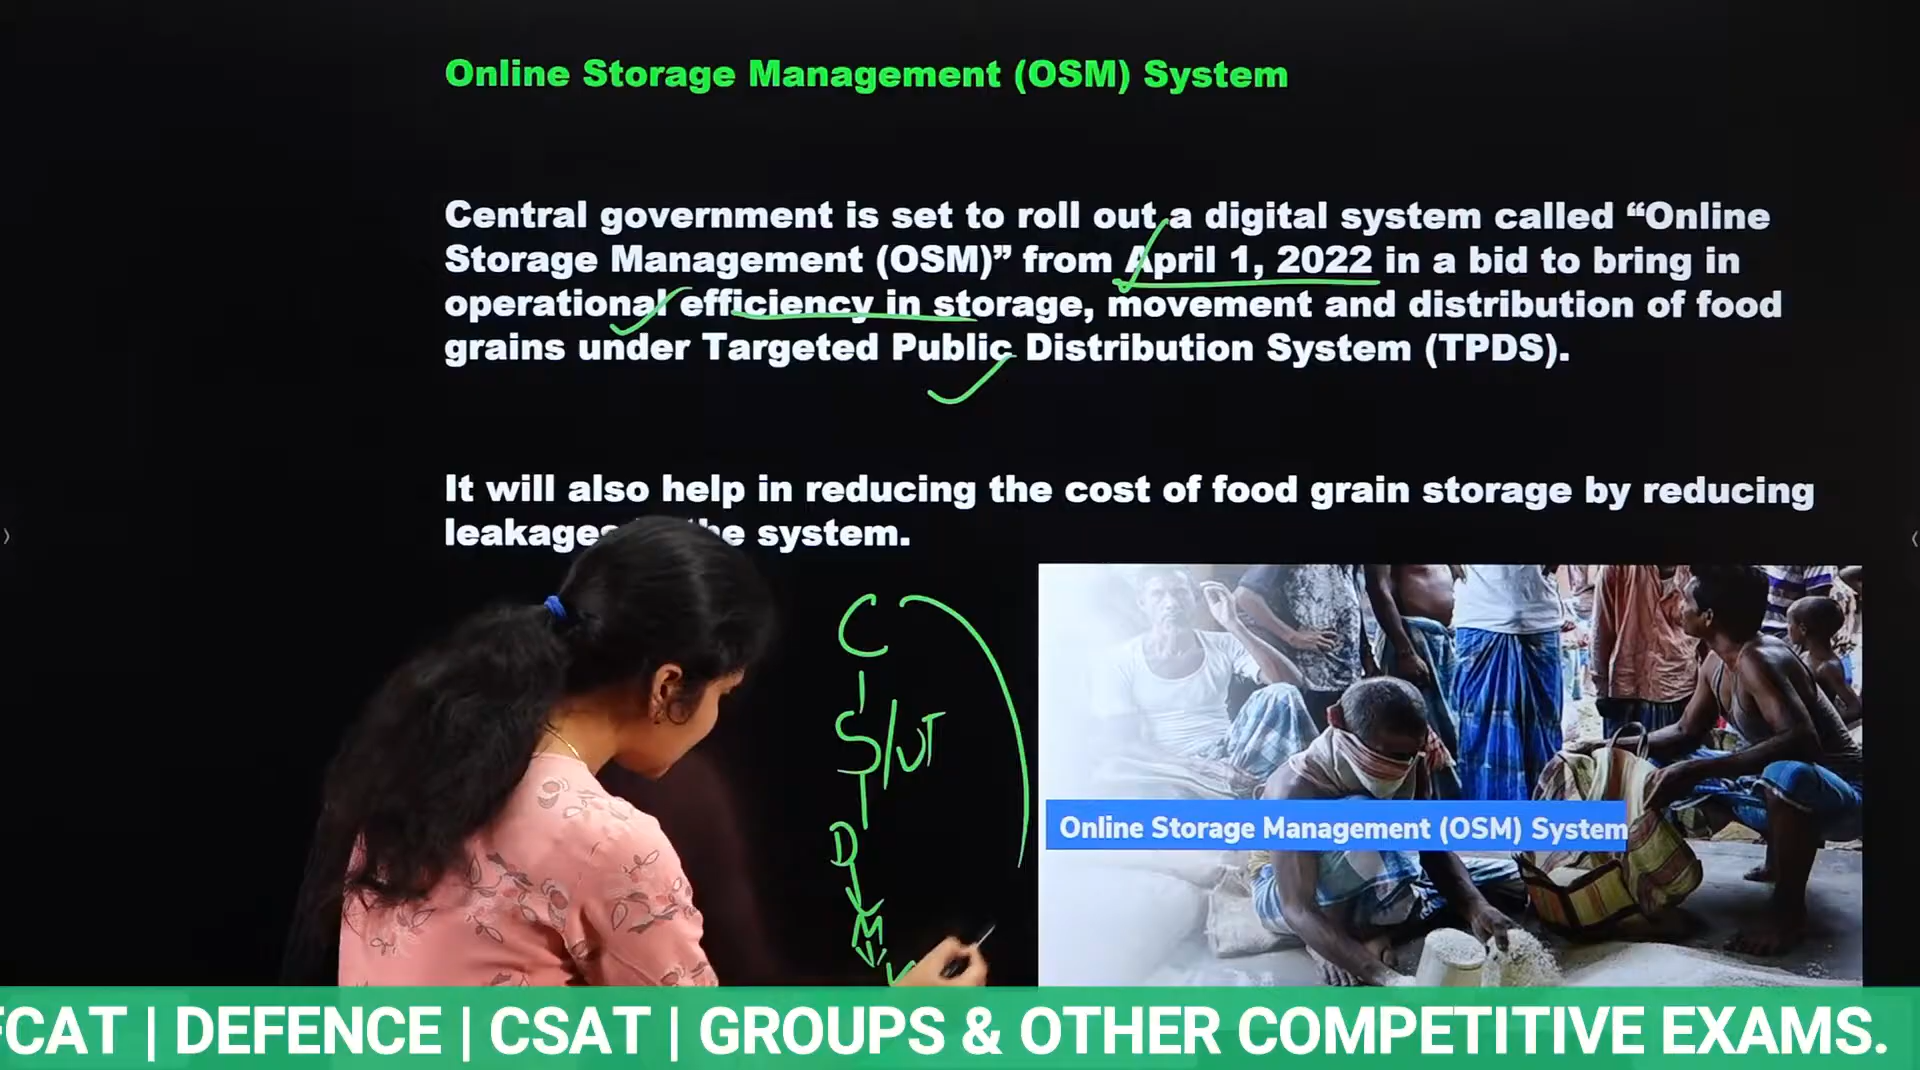 Online Storage Management (OSM) System
Central government is set to roll out a digital system called “Online
Storage Management (OSM)” from April 1, 2022 in a bid to bring in
operational efficiency in storage, movement and distribution of food
grains under Targeted Public Distribution System (TPDS).
It will also help in reducing the cost of food grain storage by reducing
leakages the system.
C
S/UT
D
M
V
Online Storage Management (OSM) System
FCAT | DEFENCE | CSAT | GROUPS & OTHER COMPETITIVE EXAMS.